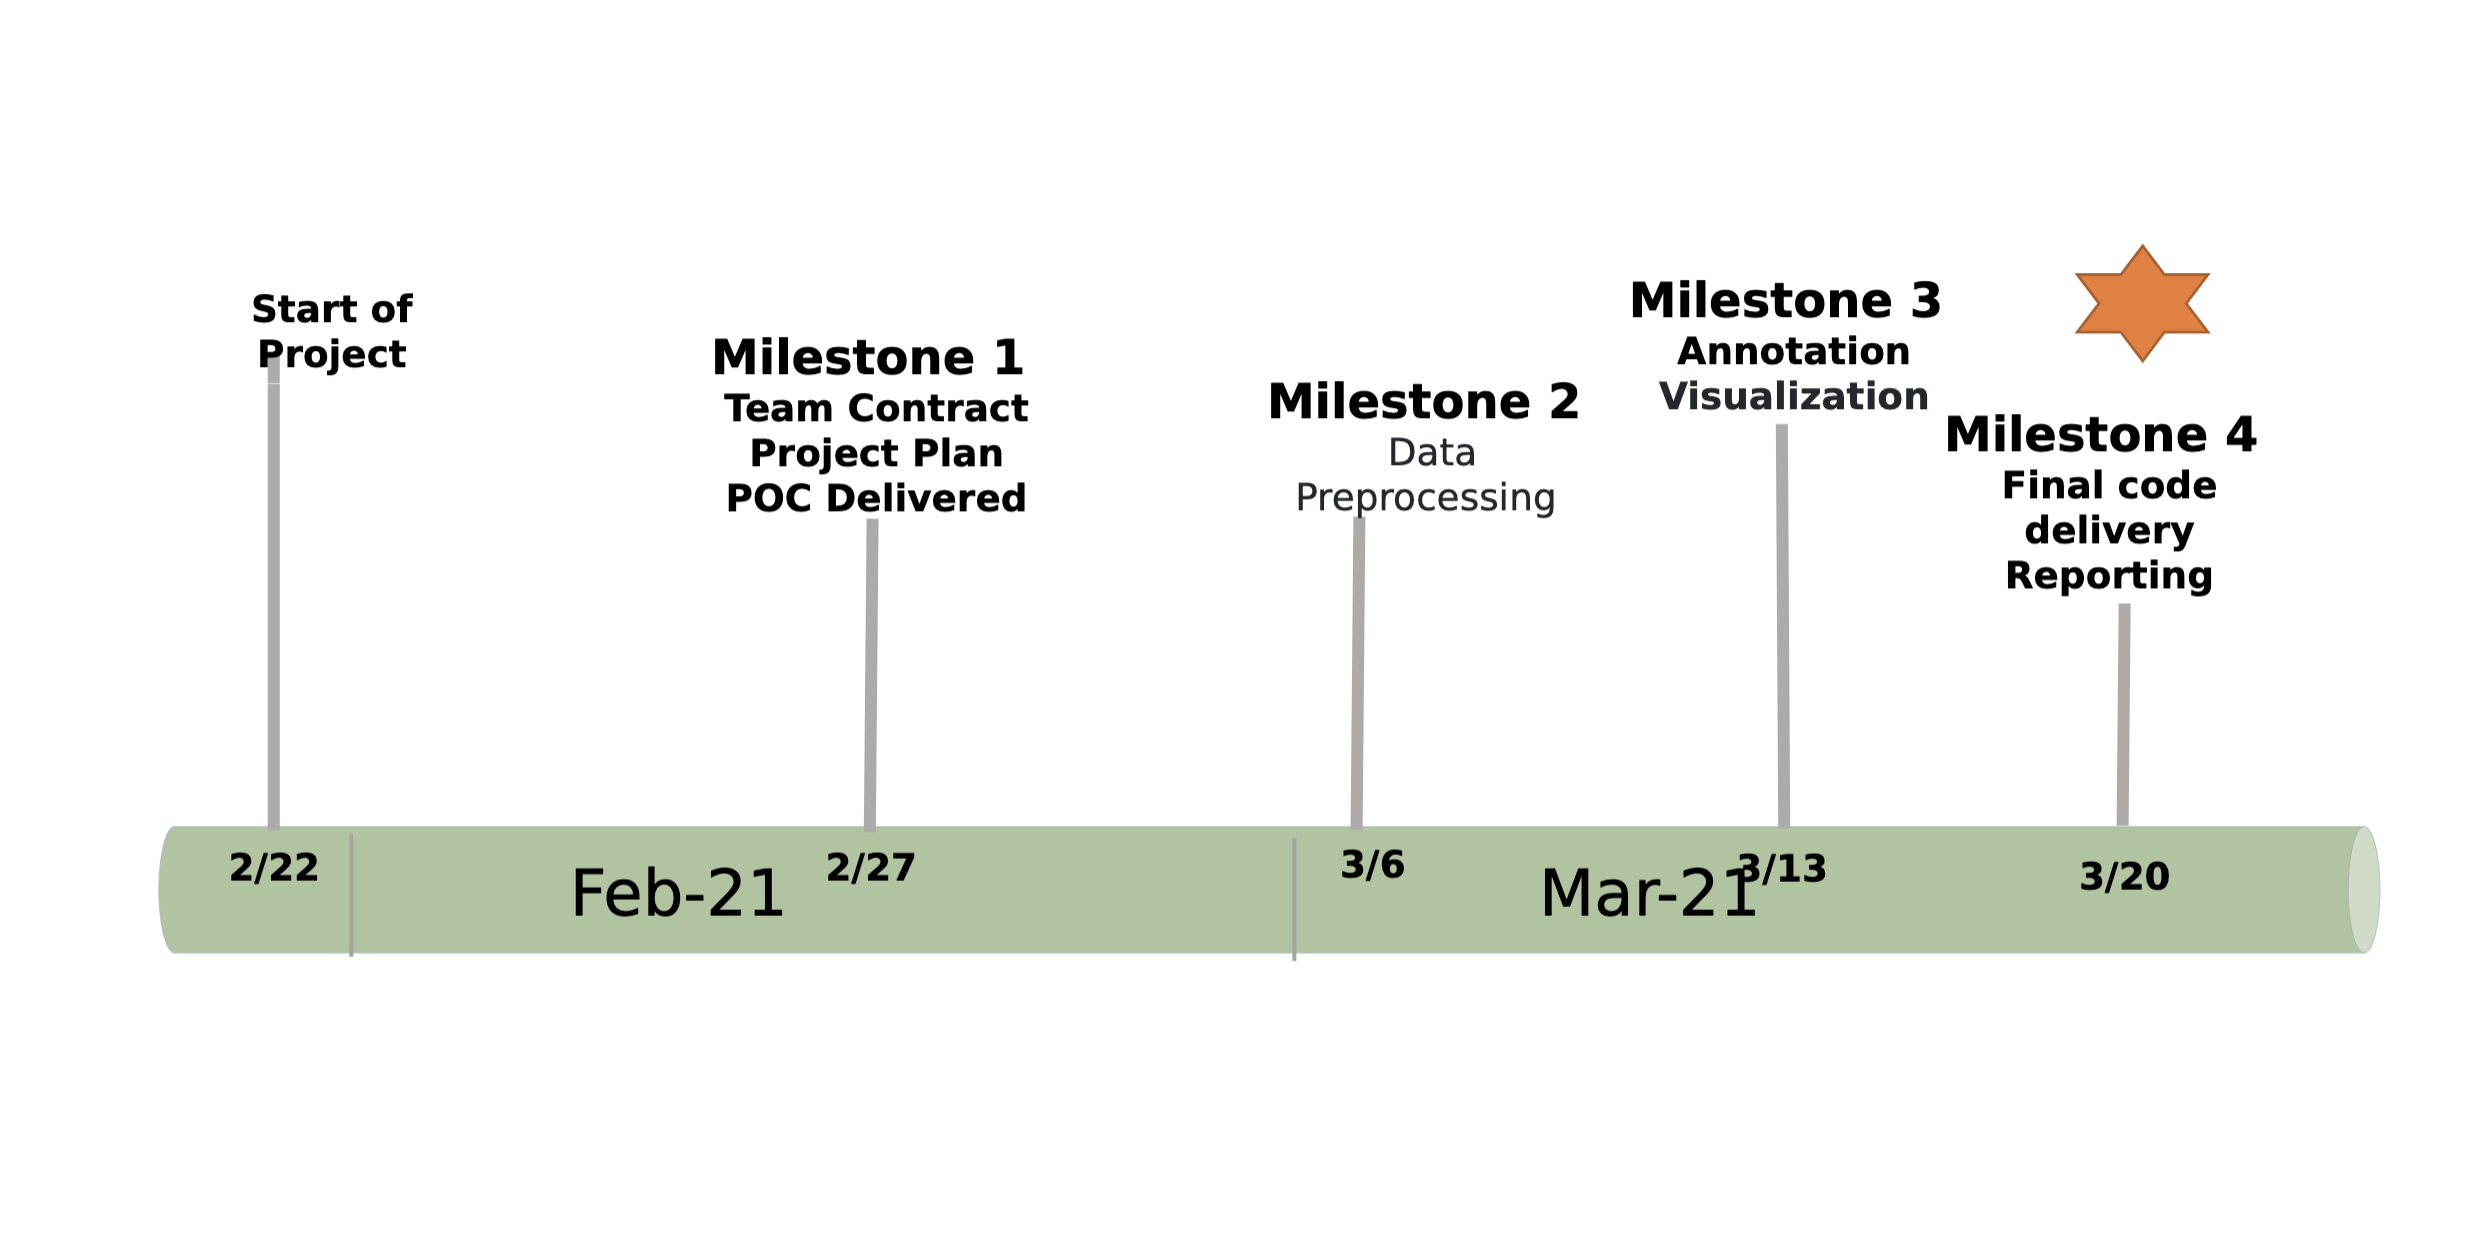 Start of
Project
Milestone 1
Team Contract
Project Plan
POC Delivered
Milestone 2
Data
Preprocessing
Milestone 3
Annotation
Visualization
Milestone 4
Final code
delivery
Reporting
2/22
Feb-21
2/27
3/6
Mar-21
3/13
3/20